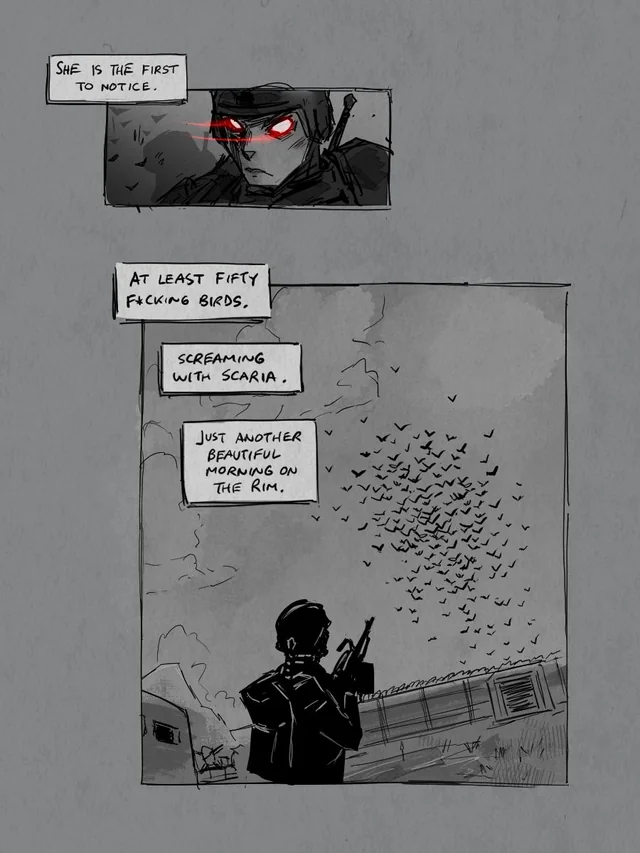 SHE IS THE FIRST
TO NOTICE.
AT LEAST FIFTY
F*CKING BIRDS.
SCREAMING
WITH SCARIA.
JUST ANOTHER
BEAUTIFUL
MORNING ON
THE RIM.